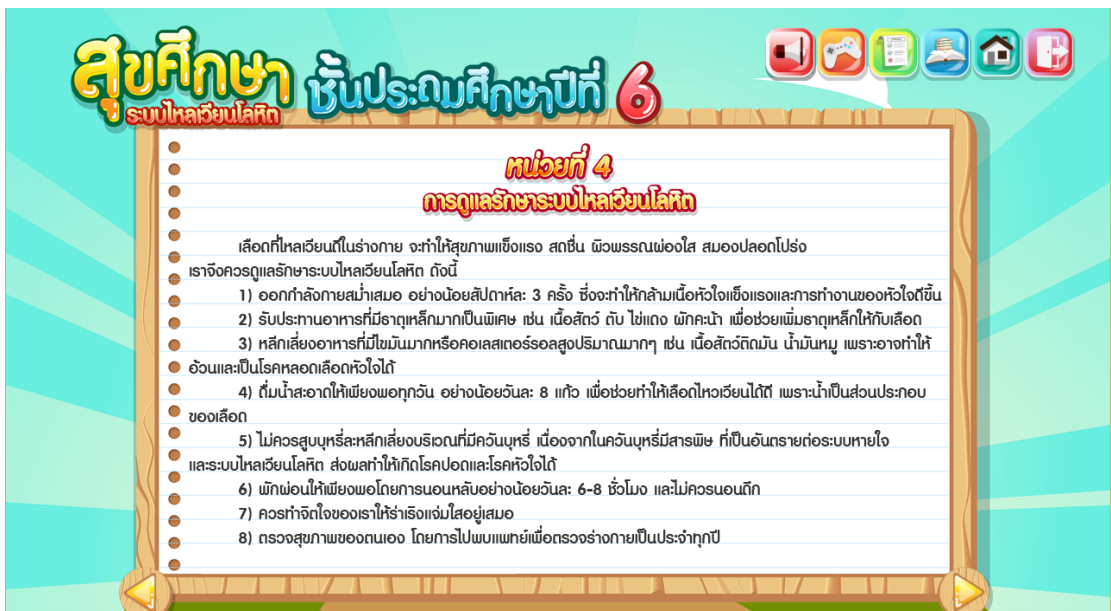 สุขศึกษา ชั้นประถมศึกษาปีที่ 6
ระบบไหลเวียนโลหิต
หน่วยที่ 4
การดูแลรักษาระบบไหลเวียนโลหิต
เลือดที่ไหลเวียนดีในร่างกาย จะทำให้สุขภาพแข็งแรง สดชื่น ผิวพรรณผ่องใส สมองปลอดโปร่ง
เราจึงควรดูแลรักษาระบบไหลเวียนโลหิต ดังนี้
1) ออกกำลังกายสม่ำเสมอ อย่างน้อยสัปดาห์ละ 3 ครั้ง ซึ่งจะทำให้กล้ามเนื้อหัวใจแข็งแรงและการทำงานของหัวใจดีขึ้น
2) รับประทานอาหารที่มีธาตุเหล็กมากเป็นพิเศษ เช่น เนื้อสัตว์ ตับ ไข่แดง ผักคะน้า เพื่อช่วยเพิ่มธาตุเหล็กให้กับเลือด
3) หลีกเลี่ยงอาหารที่มีไขมันมากหรือคอเลสเตอร์รอลสูงปริมาณมากๆ เช่น เนื้อสัตว์ติดมัน น้ำมันหมู เพราะอาจทำให้
อ้วนและเป็นโรคหลอดเลือดหัวใจได้
4) ดื่มน้ำสะอาดให้เพียงพอทุกวัน อย่างน้อยวันละ 8 แก้ว เพื่อช่วยทำให้เลือดไหวเวียนได้ดี เพราะน้ำเป็นส่วนประกอบ
ของเลือด
5) ไม่ควรสูบบุหรี่ละหลีกเลี่ยงบริเวณที่มีควันบุหรี่ เนื่องจากในควันบุหรี่มีสารพิษ ที่เป็นอันตรายต่อระบบหายใจ
และระบบไหลเวียนโลหิต ส่งผลทำให้เกิดโรคปอดและโรคหัวใจได้
6) พักผ่อนให้เพียงพอโดยการนอนหลับอย่างน้อยวันละ 6-8 ชั่วโมง และไม่ควรนอนดึก
7) ควรทำจิตใจของเราให้ร่าเริงแจ่มใสอยู่เสมอ
8) ตรวจสุขภาพของตนเอง โดยการไปพบแพทย์เพื่อตรวจร่างกายเป็นประจำทุกปี